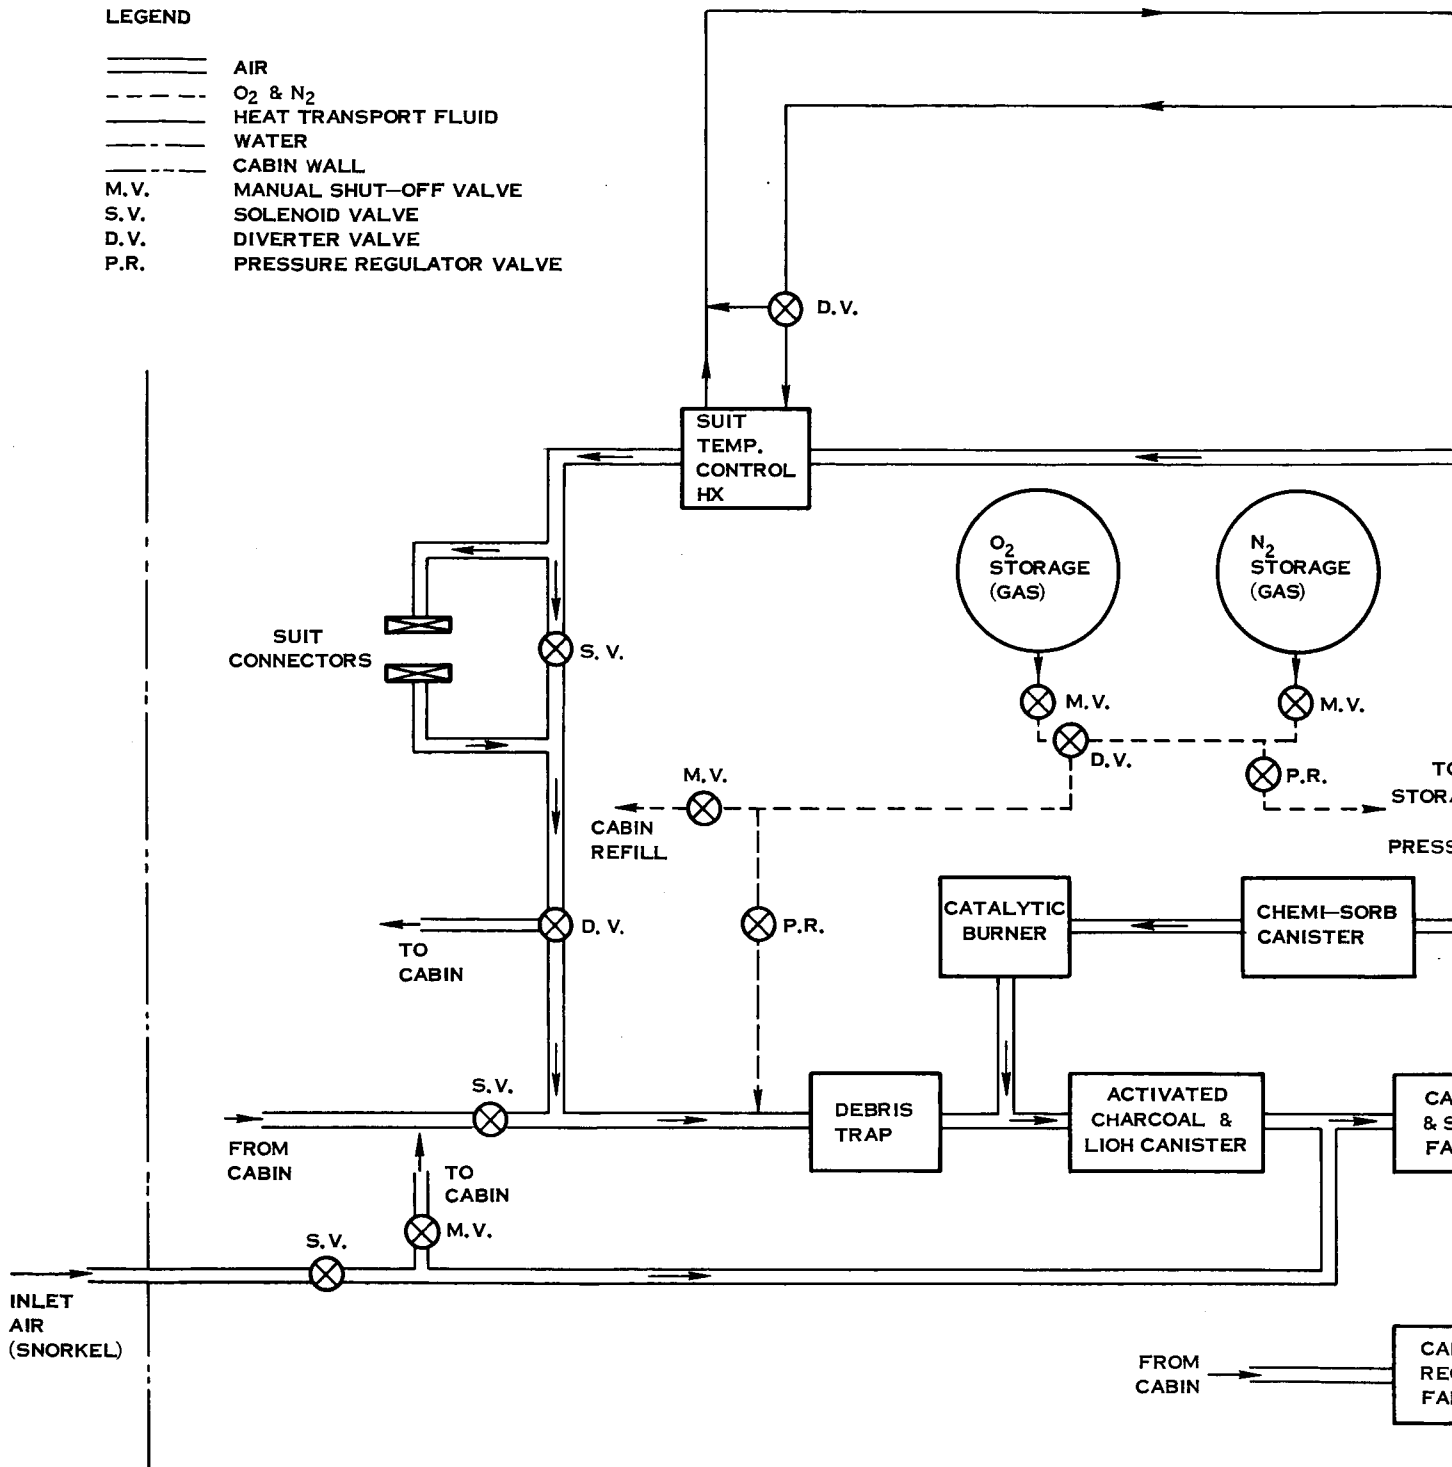 LEGEND
AIR
O2 & N2
HEAT TRANSPORT FLUID
WATER
CABIN WALL
M.V. MANUAL SHUT-OFF VALVE
S.V. SOLENOID VALVE
D.V. DIVERTER VALVE
P.R. PRESSURE REGULATOR VALVE
D.V.
SUIT
TEMP.
CONTROL
HX
O2
STORAGE
(GAS)
N2
STORAGE
(GAS)
SUIT
CONNECTORS
S.V.
M.V.
M.V.
D.V.
M.V.
P.R.
CABIN
REFILL
CATALYTIC
BURNER
CHEMI-SORB
CANISTER
P.R.
D.V.
TO
CABIN
S.V.
DEBRIS
TRAP
ACTIVATED
CHARCOAL &
LIOH CANISTER
FROM
CABIN
TO
CABIN
M.V.
S.V.
INLET
AIR
(SNORKEL)
FROM
CABIN